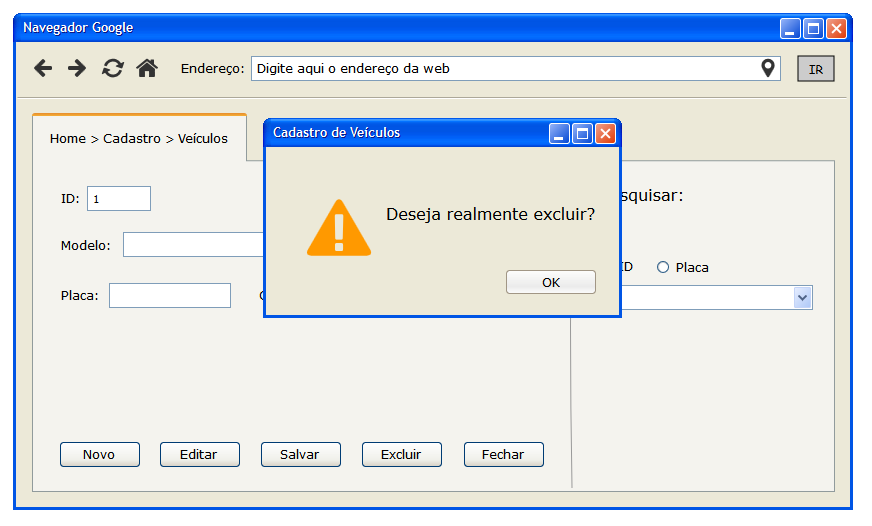 Navegador Google
Endereço: Digite aqui o endereço da web IR
Home > Cadastro > Veículos
Cadastro de Veículos
ID: 1
squisar:
Deseja realmente excluir?
Modelo:
ID Placa
OK
Placa:
Novo Editar Salvar Excluir Fechar